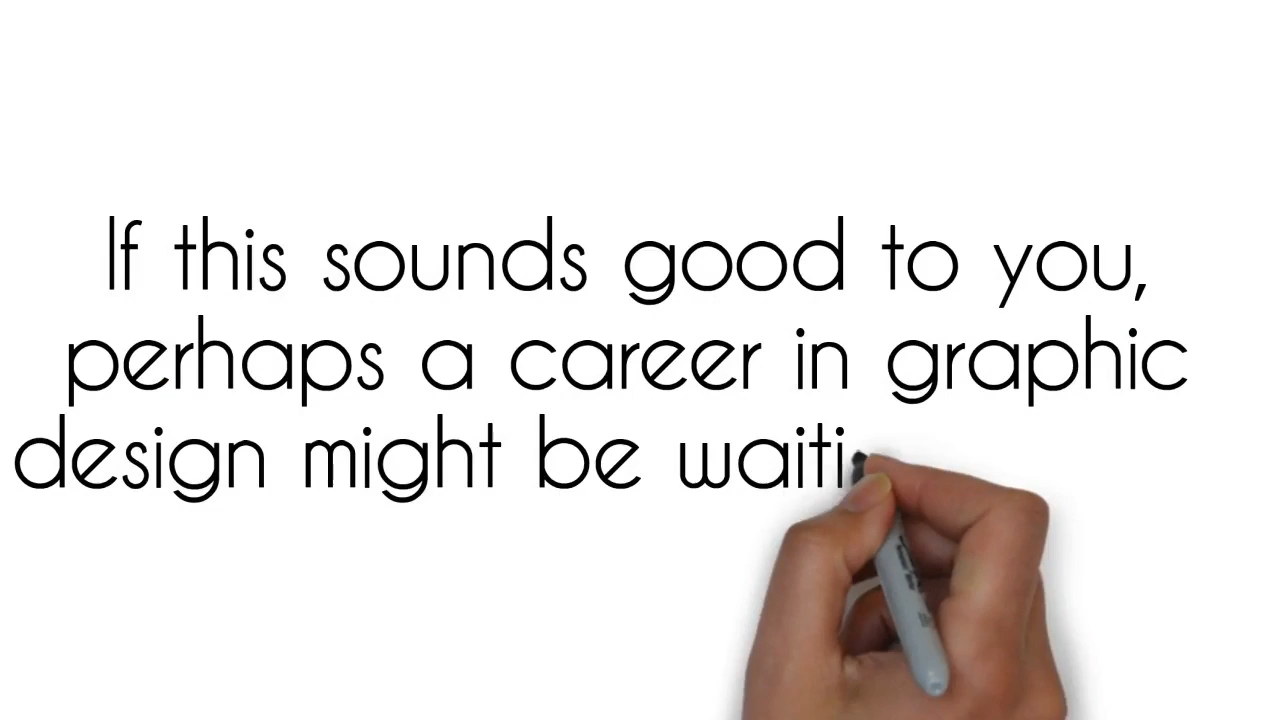 If this sounds good to you,
perhaps a career in graphic
design might be waiti